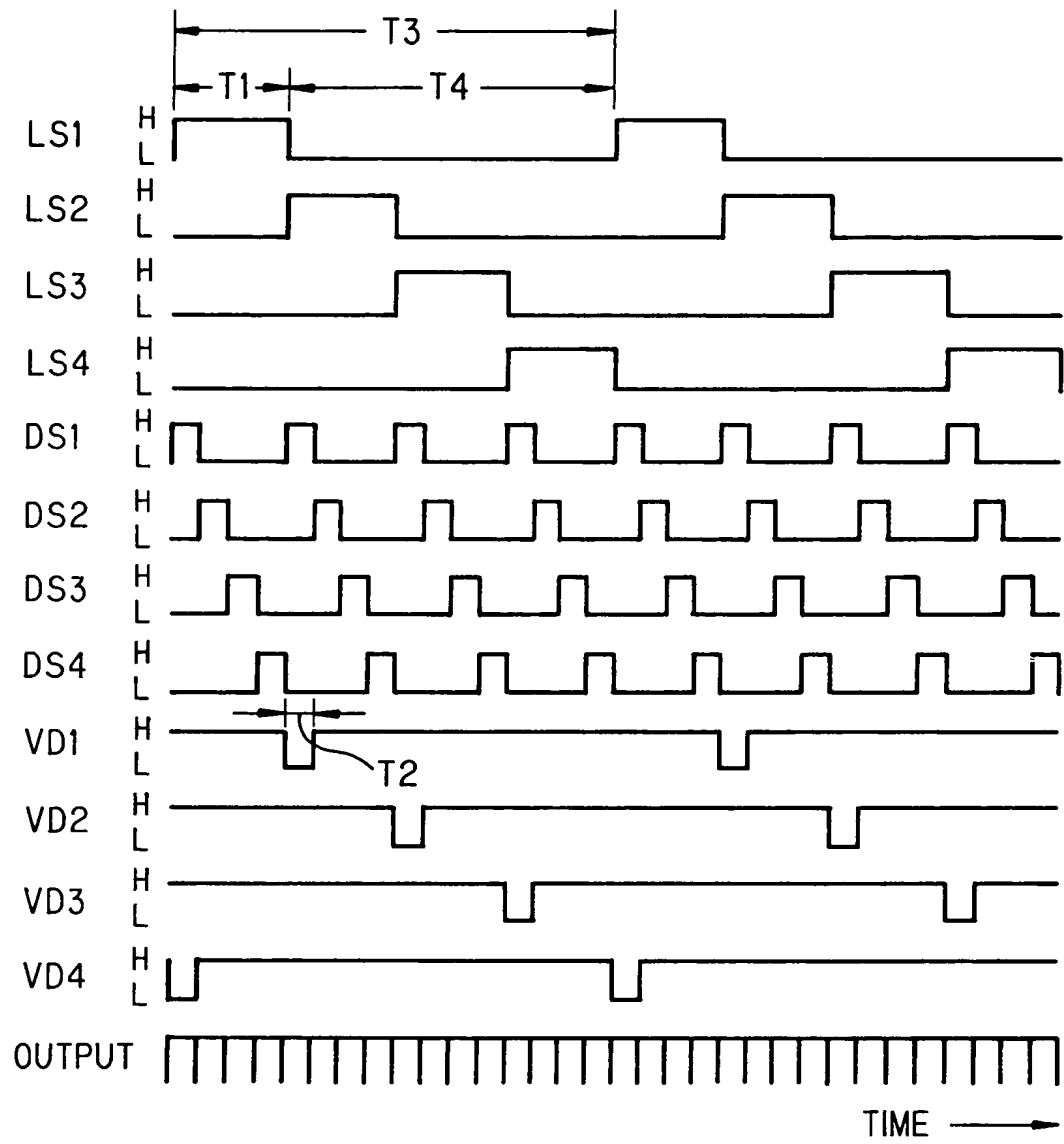 T3
T1 T4
LS1 H L
LS2 H L
LS3 H L
LS4 H L
DS1 H L
DS2 H L
DS3 H L
DS4 H L
VD1 H L
T2
VD2 H L
VD3 H L
VD4 H L
OUTPUT
TIME